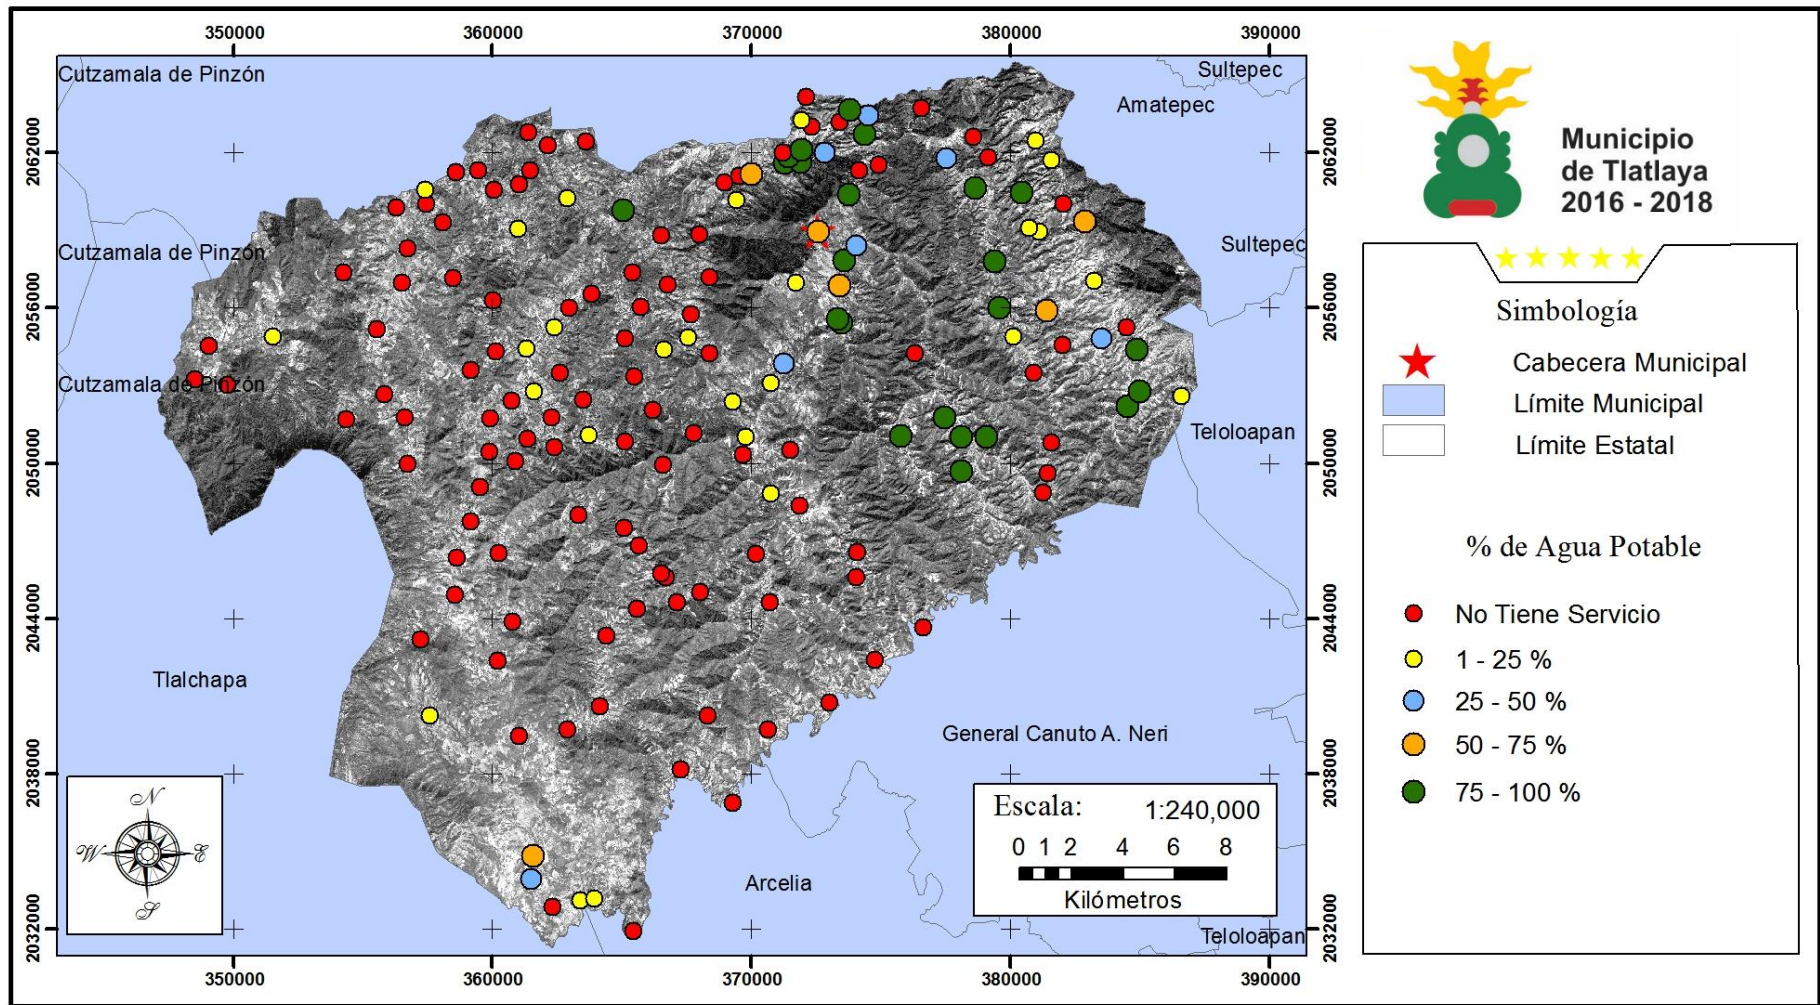 350000
360000
370000
380000
390000
Cutzamala de Pinzón
Sultepec
Amatepec
2062000
2062000
Cutzamala de Pinzón
Sultepec
2056000
2056000
Cutzamala de Pinzón
Teloloapan
2050000
2050000
2044000
2044000
Tlalchapa
General Canuto A. Neri
2038000
2038000
N
W
E
S
Escala:
1:240,000
0 1 2 4 6 8
Kilómetros
Arcelia
2032000
2032000
Teloloapan
350000
360000
370000
380000
390000
Municipio
de Tlatlaya
2016 - 2018
Simbología
Cabecera Municipal
Límite Municipal
Límite Estatal
% de Agua Potable
No Tiene Servicio
1 - 25 %
25 - 50 %
50 - 75 %
75 - 100 %